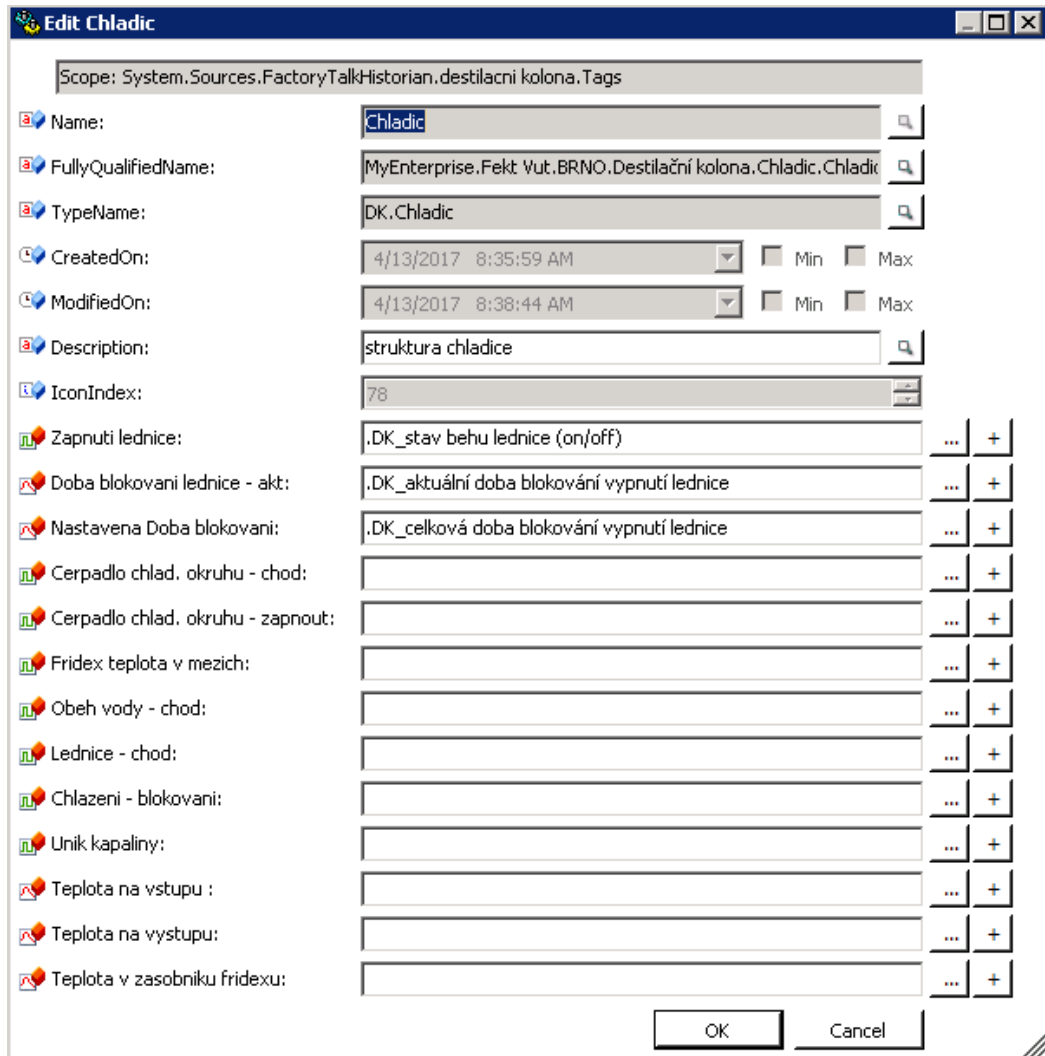 Edit Chladic
Scope: System.Sources.FactoryTalkHistorian.destilacni kolona.Tags
Name: Chladic
FullyQualifiedName: MyEnterprise.Fekt Vut.BRNO.Destilační kolona.Chladic.Chladic
TypeName: DK.Chladic
CreatedOn: 4/13/2017 8:35:59 AM Min Max
ModifiedOn: 4/13/2017 8:38:44 AM Min Max
Description: struktura chladice
IconIndex: 78
Zapnuti lednice: .DK_stav behu lednice (on/off) ... +
Doba blokovani lednice - akt: .DK_aktuální doba blokování vypnutí lednice ... +
Nastavena Doba blokovani: .DK_celková doba blokování vypnutí lednice ... +
Cerpadlo chlad. okruhu - chod: ... +
Cerpadlo chlad. okruhu - zapnout: ... +
Fridex teplota v mezich: ... +
Obeh vody - chod: ... +
Lednice - chod: ... +
Chlazeni - blokovani: ... +
Unik kapaliny: ... +
Teplota na vstupu : ... +
Teplota na vystupu: ... +
Teplota v zasobniku fridexu: ... +
OK Cancel